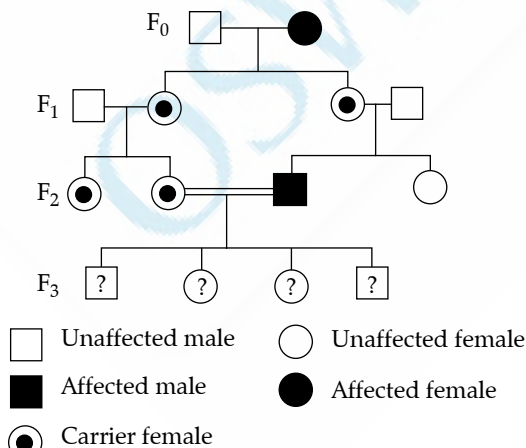 F0
F1
F2
F3
? ? ? ?
Unaffected male
Unaffected female
Affected male
Affected female
Carrier female